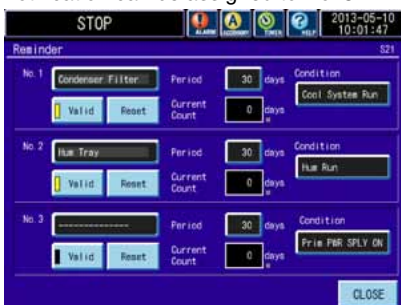 STOP
ALARM
ACCESSORY
TIMER
HELP
2013-05-10
10:01:47
Reminder
S21
No. 1
Condenser Filter
Period
30
days
Condition
Cool System Run
Valid
Reset
Current
Count
0
days
No. 2
Hum Tray
Period
30
days
Condition
Hum Run
Valid
Reset
Current
Count
0
days
No. 3
--------------
Period
30
days
Condition
Prim PWR SPLY ON
Valid
Reset
Current
Count
0
days
CLOSE